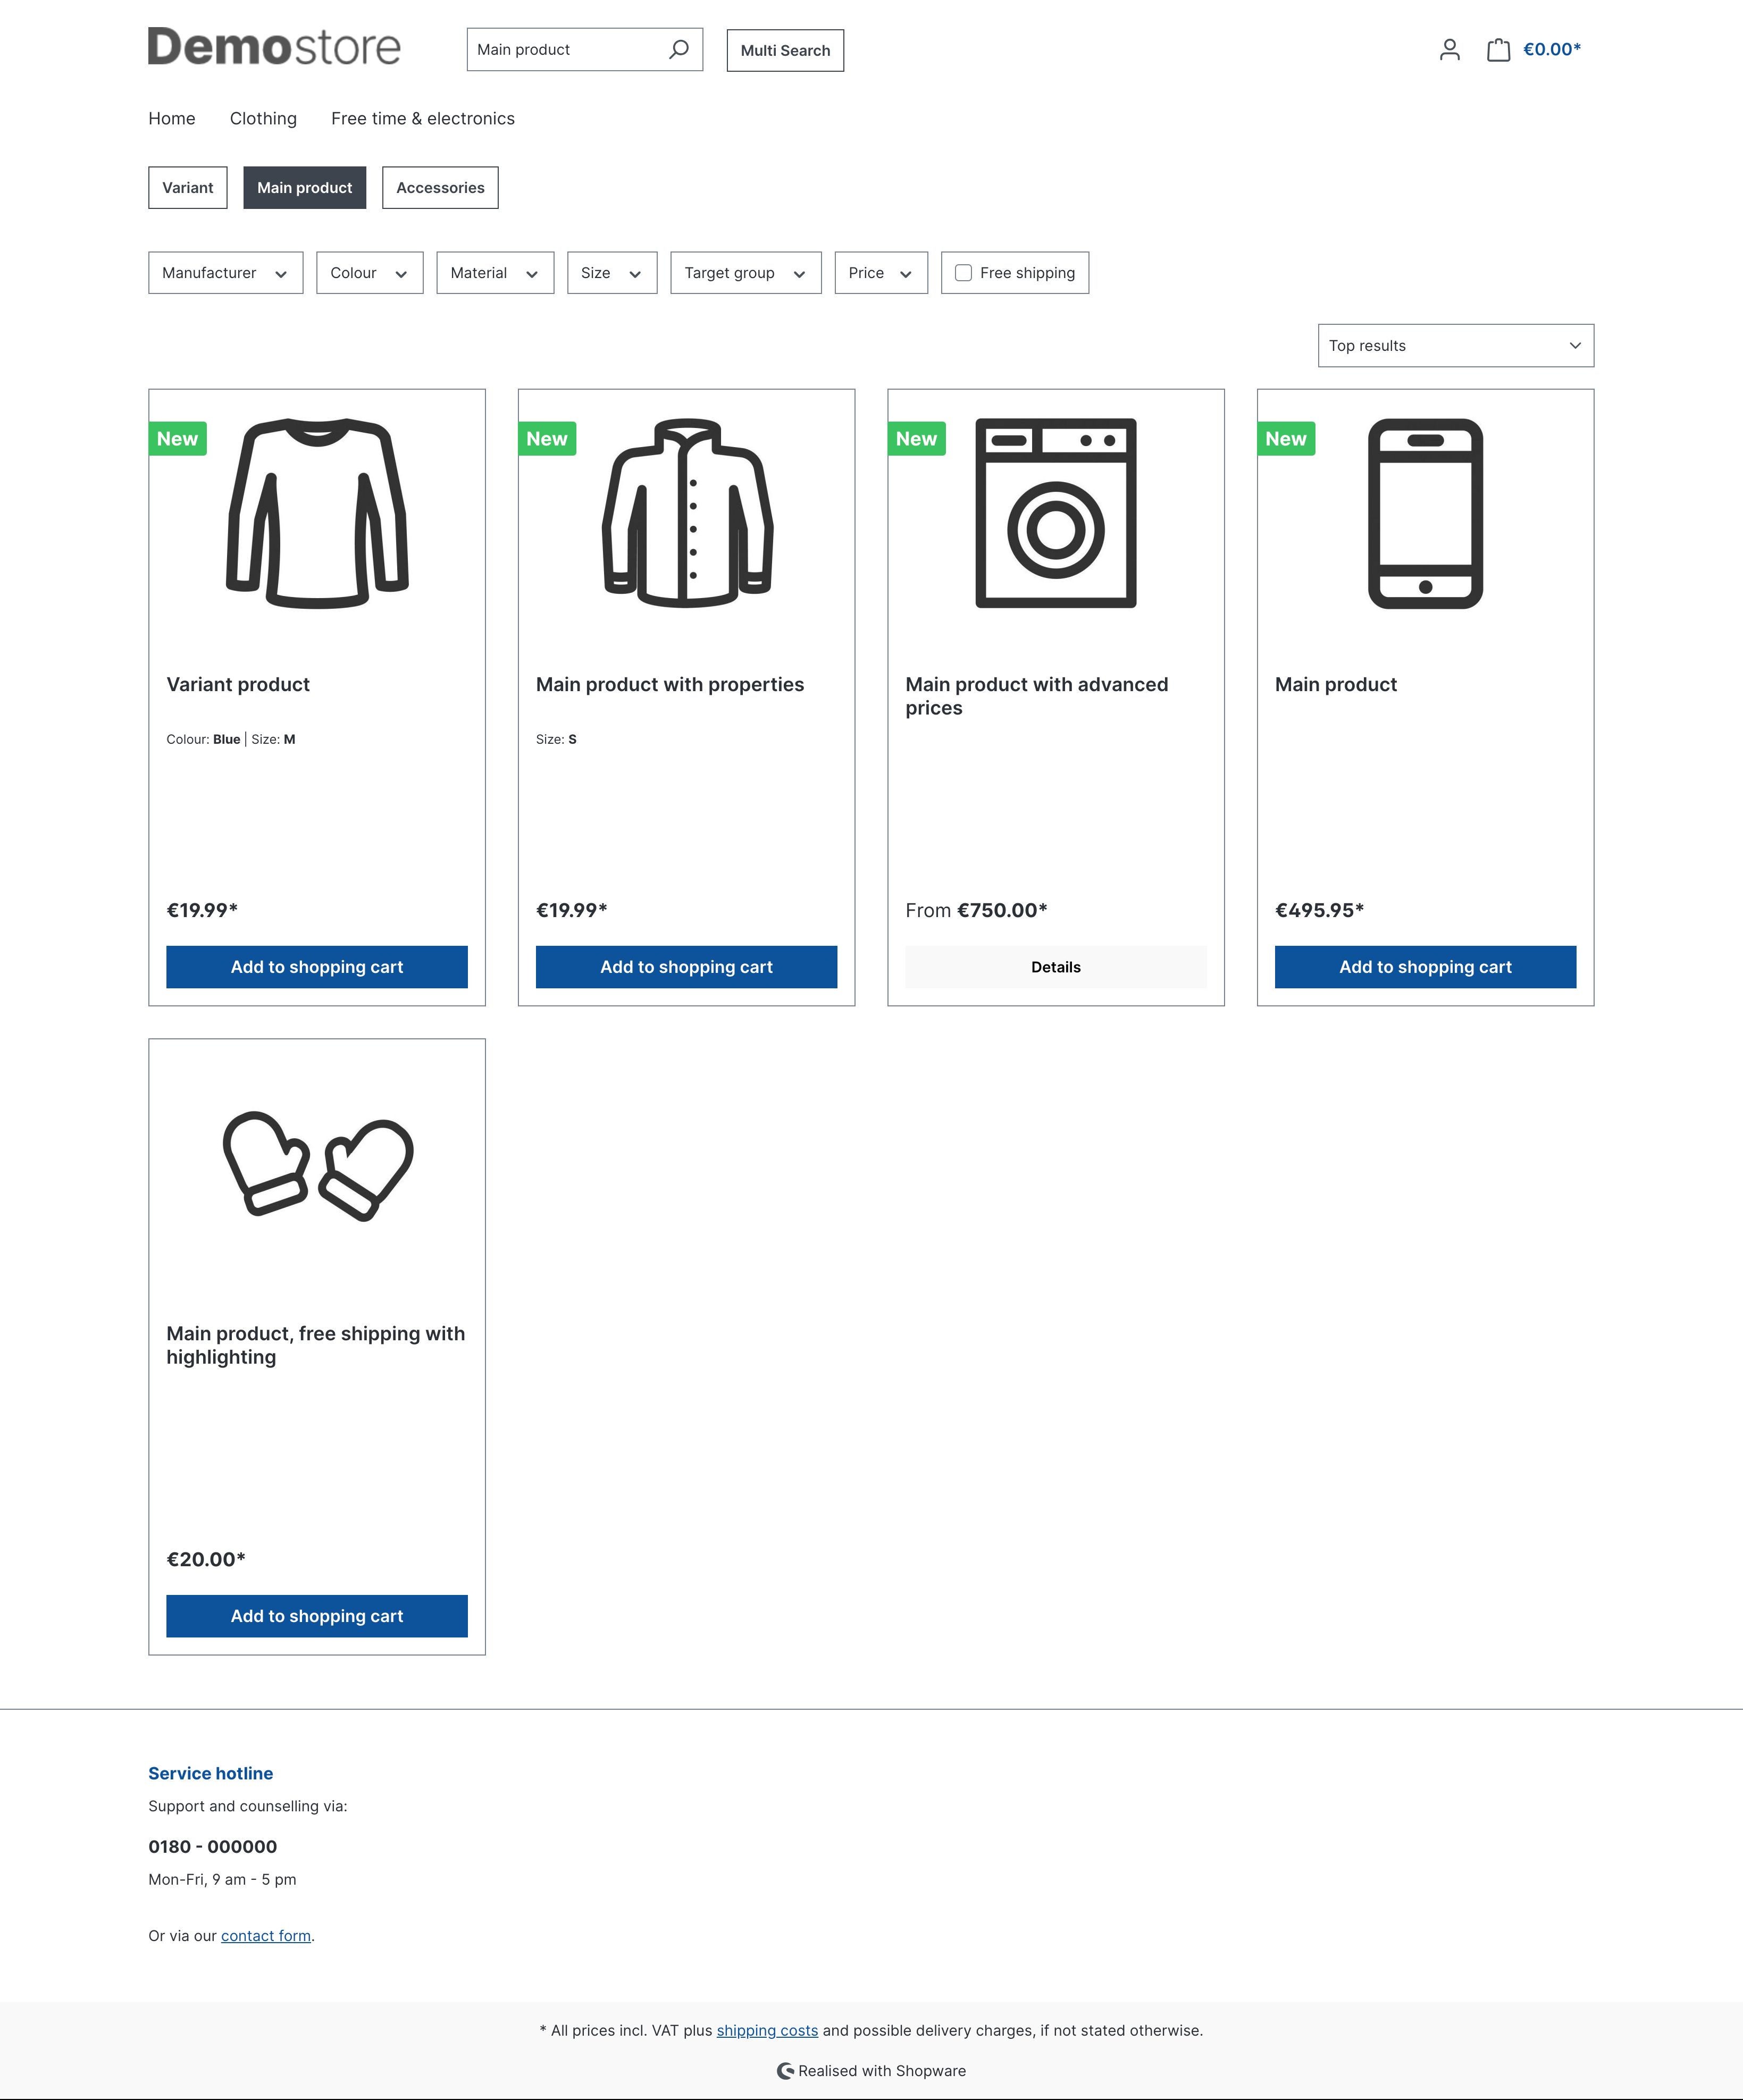 Demostore
Main product
Multi Search
€0.00*
Home Clothing Free time & electronics
Variant Main product Accessories
Manufacturer Colour Material Size Target group Price Free shipping
Top results
New
Variant product
Colour: Blue | Size: M
€19.99*
Add to shopping cart
New
Main product with properties
Size: S
€19.99*
Add to shopping cart
New
Main product with advanced
prices
From €750.00*
Details
New
Main product
€495.95*
Add to shopping cart
Main product, free shipping with
highlighting
€20.00*
Add to shopping cart
Service hotline
Support and counselling via:
0180 - 000000
Mon-Fri, 9 am - 5 pm
Or via our contact form.
* All prices incl. VAT plus shipping costs and possible delivery charges, if not stated otherwise.
Realised with Shopware